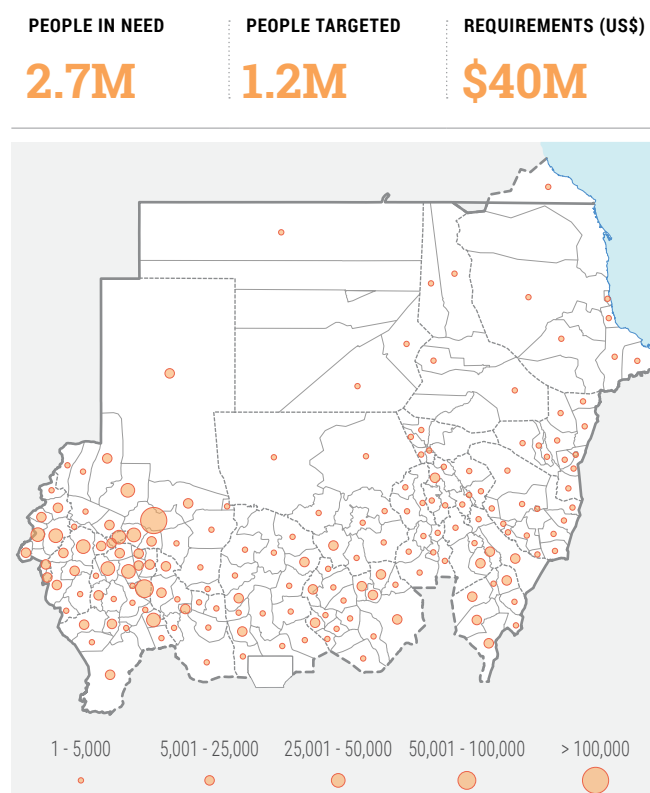 PEOPLE IN NEED
2.7M
PEOPLE TARGETED
1.2M
REQUIREMENTS (US$)
$40M
1 - 5,000
5,001 - 25,000
25,001 - 50,000
50,001 - 100,000
> 100,000